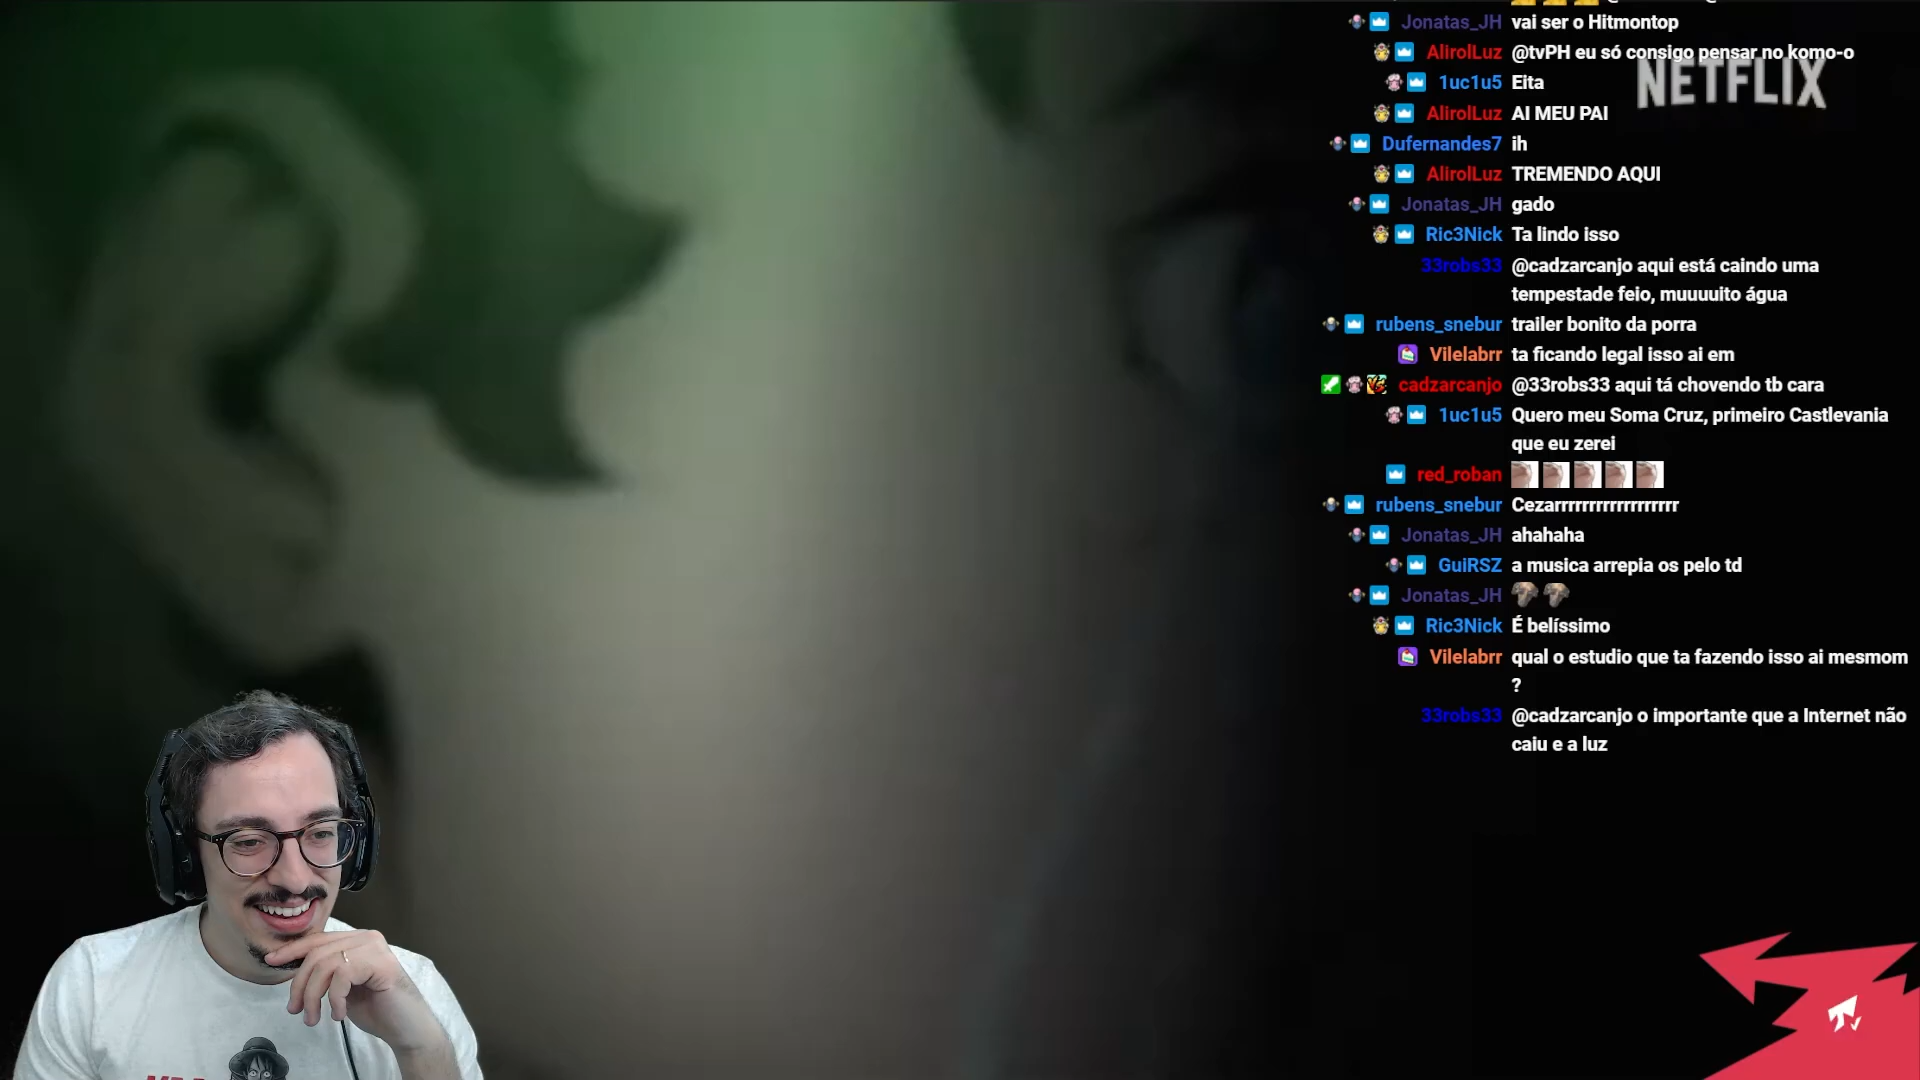 Jonatas_JH vai ser o Hitmontop
AlirolLuz @tvPH eu só consigo pensar no komo-o
NETFLIX
1uc1u5 Eita
AlirolLuz AI MEU PAI
Dufernandes7 ih
AlirolLuz TREMENDO AQUI
Jonatas_JH gado
Ric3Nick Ta lindo isso
33robs33 @cadzarcanjo aqui está caindo uma
tempestade feio, muuuuito água
rubens_snebur trailer bonito da porra
Vilelabrr ta ficando legal isso ai em
cadzarcanjo @33robs33 aqui tá chovendo tb cara
1uc1u5 Quero meu Soma Cruz, primeiro Castlevania
que eu zerei
red_roban
rubens_snebur Cezarrrrrrrrrrrrrrrrrr
Jonatas_JH ahahaha
GuiRSZ a musica arrepia os pelo td
Jonatas_JH
Ric3Nick É belíssimo
Vilelabrr qual o estudio que ta fazendo isso ai mesmom
?
33robs33 @cadzarcanjo o importante que a Internet não
caiu e a luz